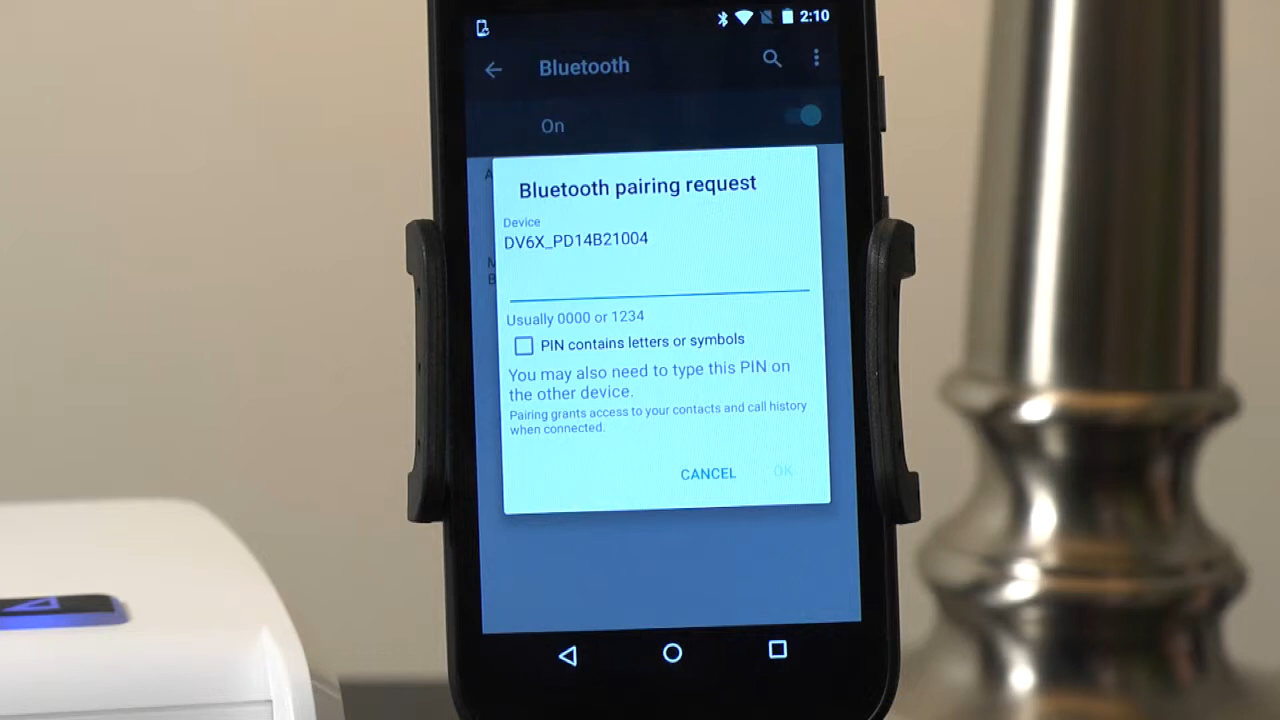 2:10
Bluetooth
On
A
Bluetooth pairing request
Device
DV6X_PD14B21004
N
B
Usually 0000 or 1234
PIN contains letters or symbols
You may also need to type this PIN on
the other device.
Pairing grants access to your contacts and call history
when connected.
CANCEL OK